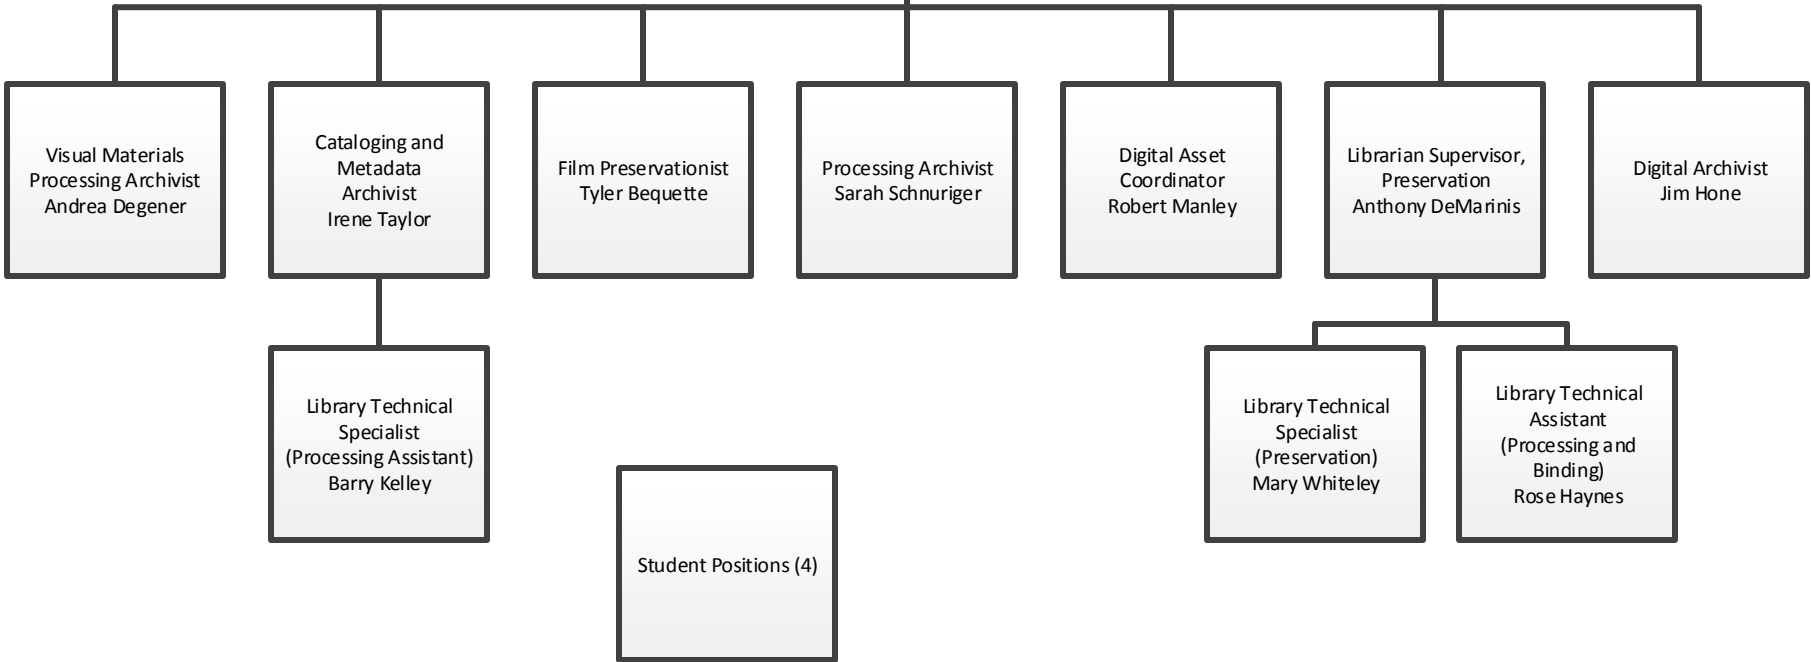 Visual Materials
Processing Archivist
Andrea Degener
Cataloging and
Metadata
Archivist
Irene Taylor
Film Preservationist
Tyler Bequette
Processing Archivist
Sarah Schnuriger
Digital Asset
Coordinator
Robert Manley
Librarian Supervisor,
Preservation
Anthony DeMarinis
Digital Archivist
Jim Hone
Library Technical
Specialist
(Processing Assistant)
Barry Kelley
Library Technical
Specialist
(Preservation)
Mary Whiteley
Library Technical
Assistant
(Processing and
Binding)
Rose Haynes
Student Positions (4)